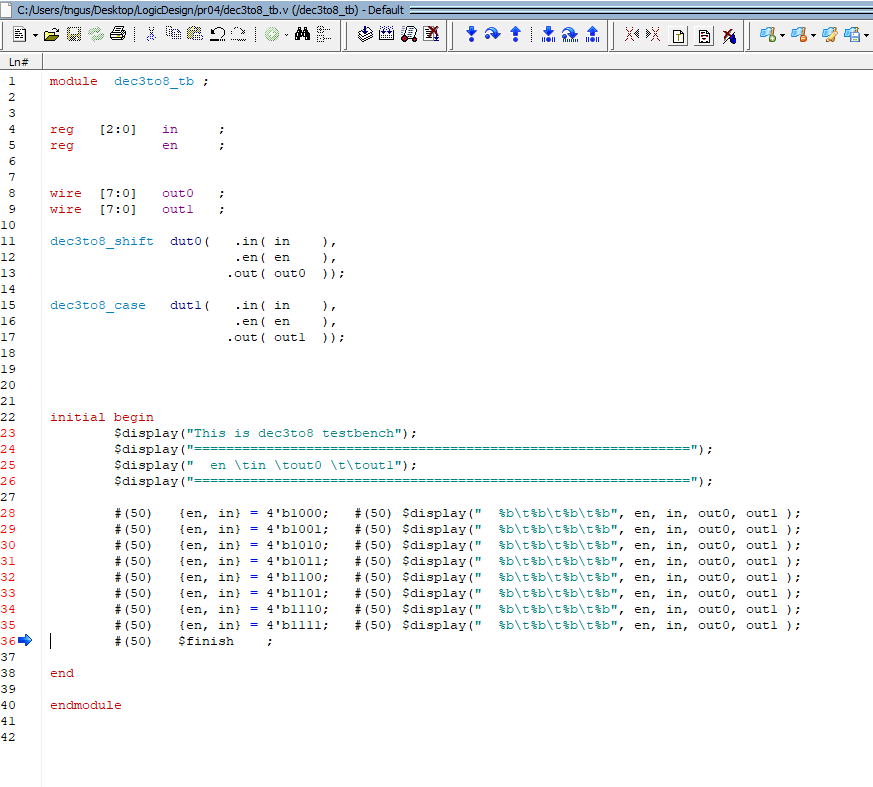 C:/Users/tngus/Desktop/LogicDesign/pr04/dec3to8_tb.v (/dec3to8_tb) - Default
Ln#
1 module dec3to8_tb ;
2
3
4 reg [2:0] in ;
5 reg en ;
6
7
8 wire [7:0] out0 ;
9 wire [7:0] out1 ;
10
11 dec3to8_shift dut0( .in( in ),
12 .en( en ),
13 .out( out0 ));
14
15 dec3to8_case dut1( .in( in ),
16 .en( en ),
17 .out( out1 ));
18
19
20
21
22 initial begin
23 $display("This is dec3to8 testbench");
24 $display("==============================================================");
25 $display("  en \tin \tout0 \t\tout1");
26 $display("==============================================================");
27
28 #(50) {en, in} = 4'b1000; #(50) $display("  %b\t%b\t%b\t%b", en, in, out0, out1 );
29 #(50) {en, in} = 4'b1001; #(50) $display("  %b\t%b\t%b\t%b", en, in, out0, out1 );
30 #(50) {en, in} = 4'b1010; #(50) $display("  %b\t%b\t%b\t%b", en, in, out0, out1 );
31 #(50) {en, in} = 4'b1011; #(50) $display("  %b\t%b\t%b\t%b", en, in, out0, out1 );
32 #(50) {en, in} = 4'b1100; #(50) $display("  %b\t%b\t%b\t%b", en, in, out0, out1 );
33 #(50) {en, in} = 4'b1101; #(50) $display("  %b\t%b\t%b\t%b", en, in, out0, out1 );
34 #(50) {en, in} = 4'b1110; #(50) $display("  %b\t%b\t%b\t%b", en, in, out0, out1 );
35 #(50) {en, in} = 4'b1111; #(50) $display("  %b\t%b\t%b\t%b", en, in, out0, out1 );
36 #(50) $finish ;
37
38 end
39
40 endmodule
41
42